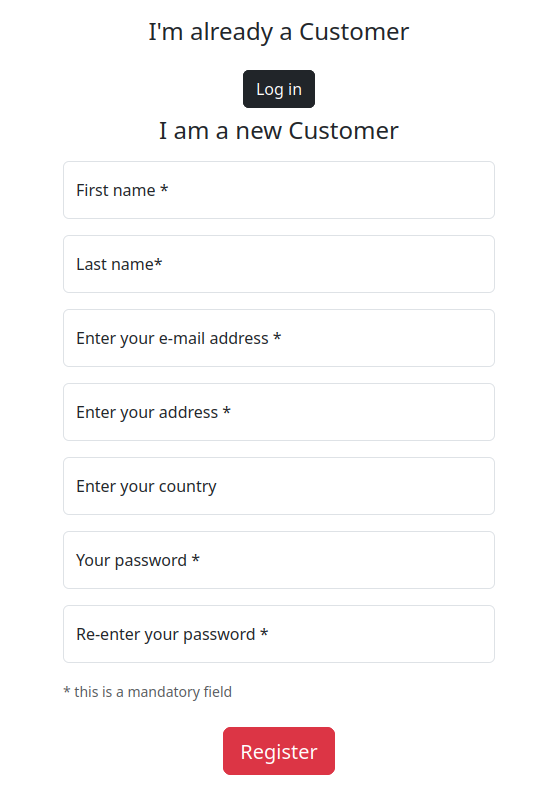 I'm already a Customer
Log in
I am a new Customer
First name *
Last name*
Enter your e-mail address *
Enter your address *
Enter your country
Your password *
Re-enter your password *
* this is a mandatory field
Register